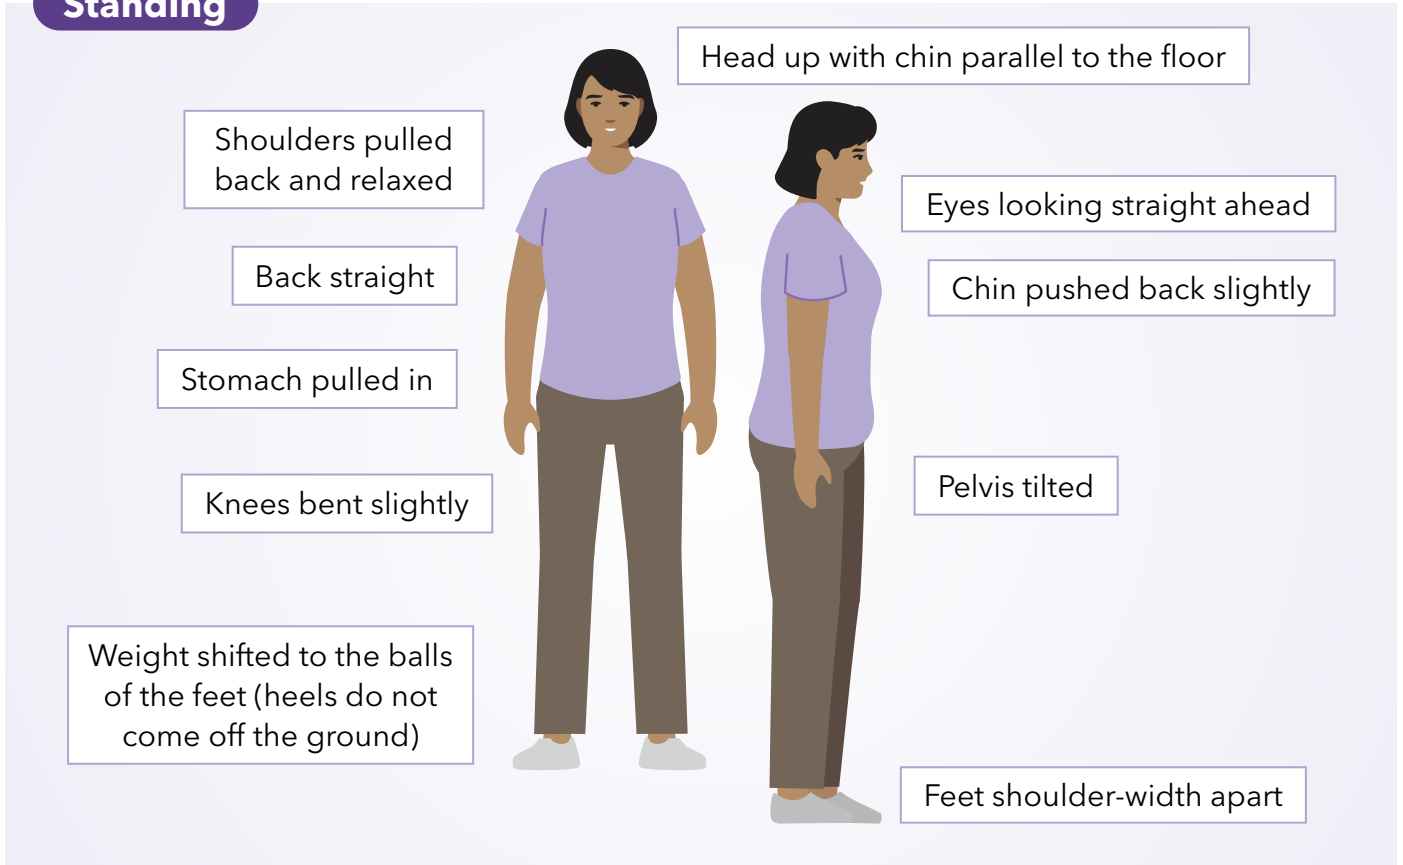 Standing
Head up with chin parallel to the floor
Shoulders pulled
back and relaxed
Eyes looking straight ahead
Back straight
Chin pushed back slightly
Stomach pulled in
Pelvis tilted
Knees bent slightly
Weight shifted to the balls
of the feet (heels do not
come off the ground)
Feet shoulder-width apart